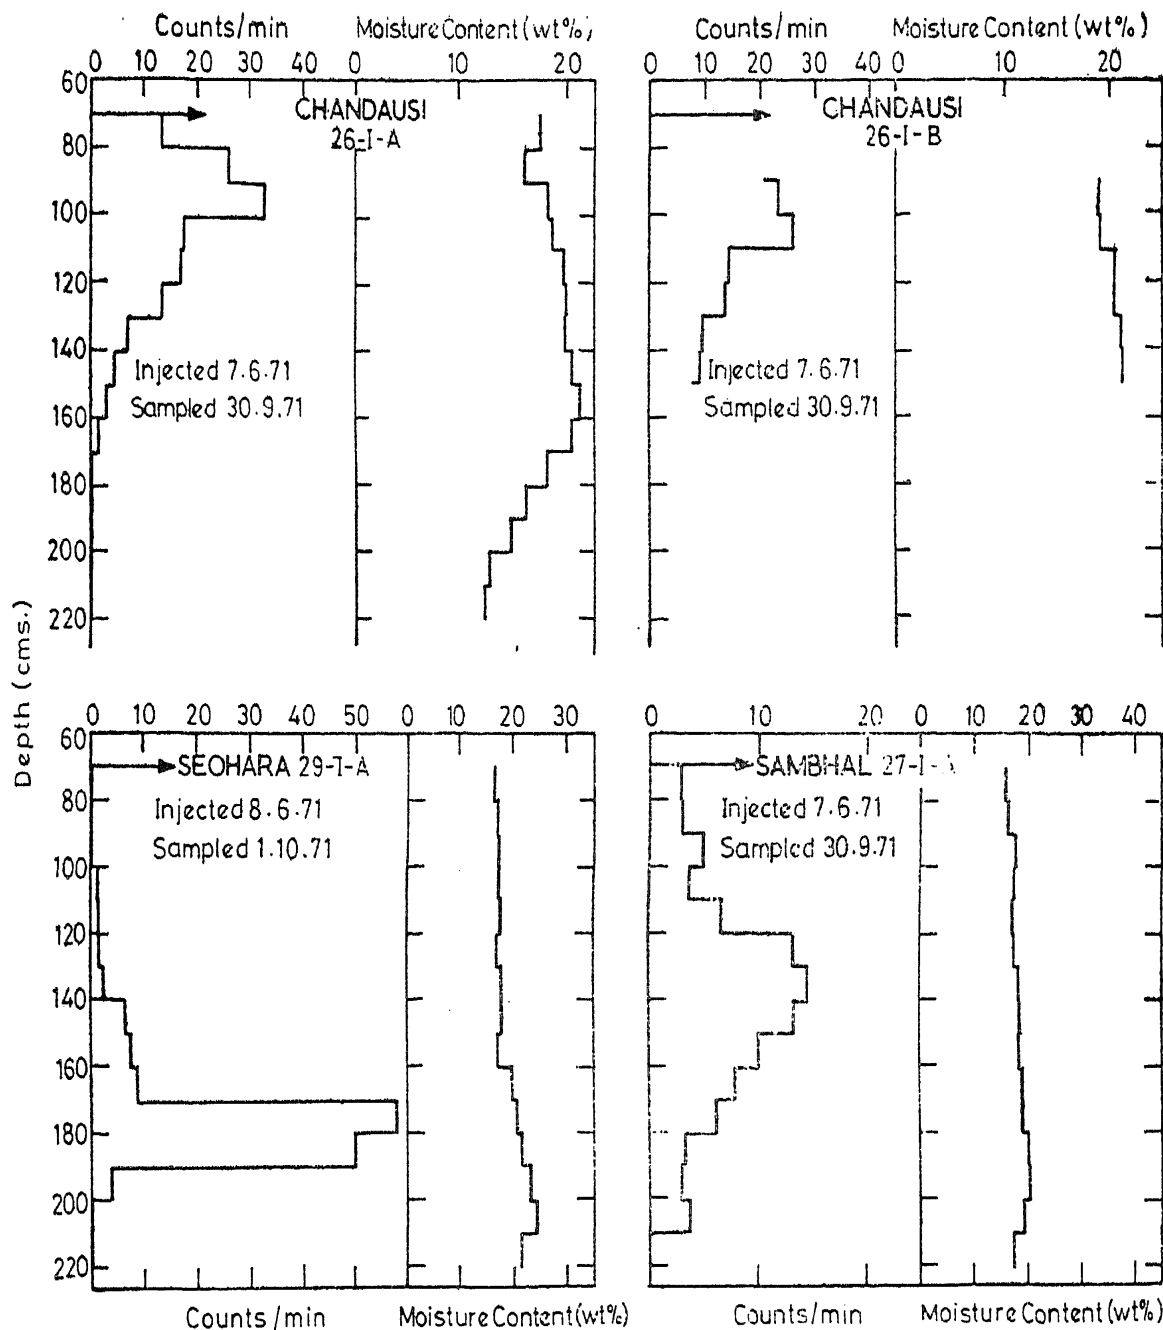 Counts/min Moisture Content (wt%) Counts/min Moisture Content (wt%)
0 10 20 30 0 10 20 0 10 20 30 40 0 10 20
60
80
100
120
140
160
180
200
220
CHANDAUSI
26-I-A
Injected 7.6.71
Sampled 30.9.71
CHANDAUSI
26-I-B
Injected 7.6.71
Sampled 30.9.71
Depth (cms.)
0 10 20 30 40 50 0 10 20 30 0 10 20 0 10 20 30 40
60
80
100
120
140
160
180
200
220
SEOHARA 29-I-A
Injected 8.6.71
Sampled 1.10.71
SAMBHAL 27-I-A
Injected 7.6.71
Sampled 30.9.71
Counts/min Moisture Content (wt%) Counts/min Moisture Content (wt%)